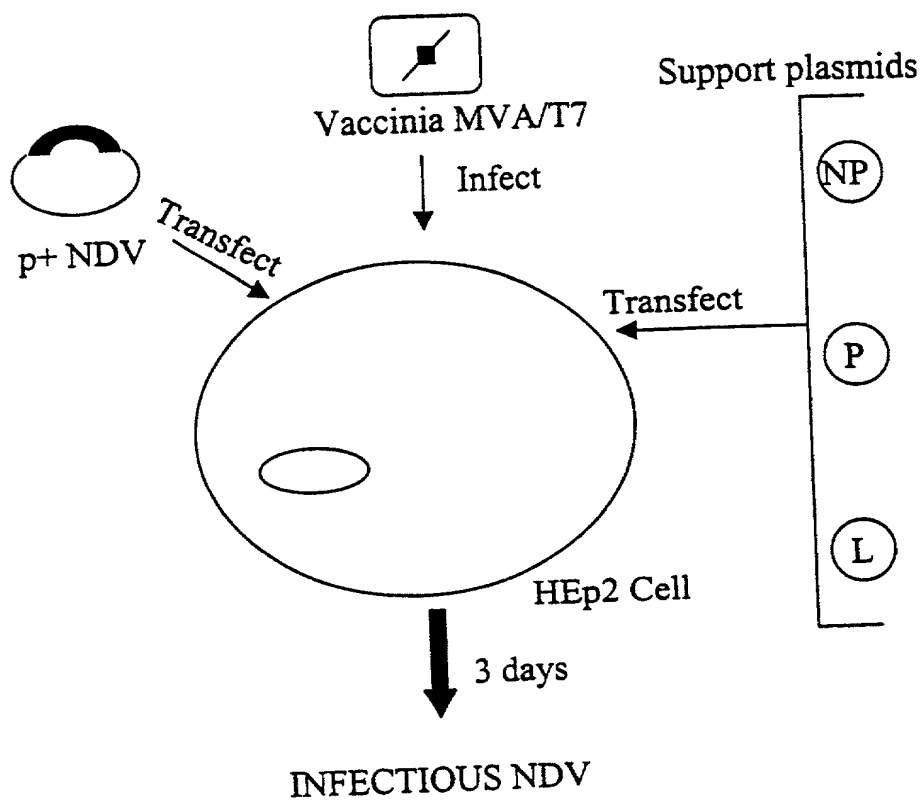 Vaccinia MVA/T7
Infect
Support plasmids
NP
P
L
p+ NDV
Transfect
Transfect
HEp2 Cell
3 days
INFECTIOUS NDV